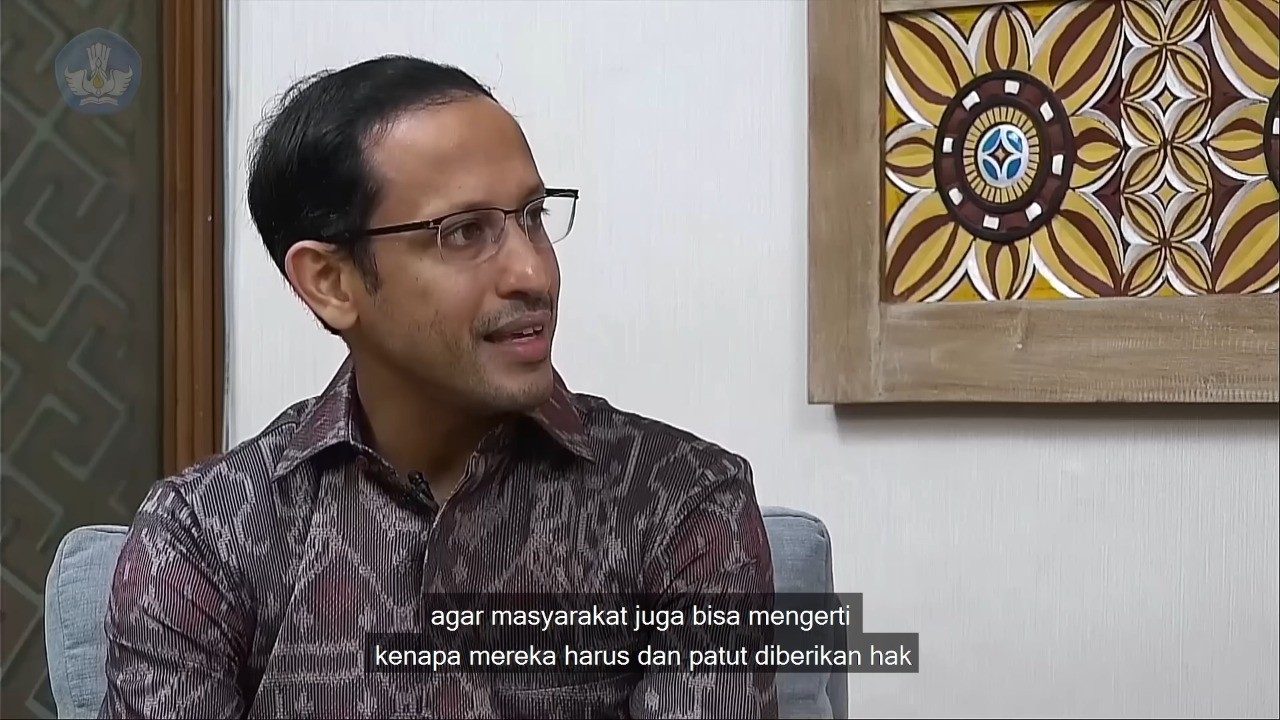 agar masyarakat juga bisa mengerti
kenapa mereka harus dan patut diberikan hak